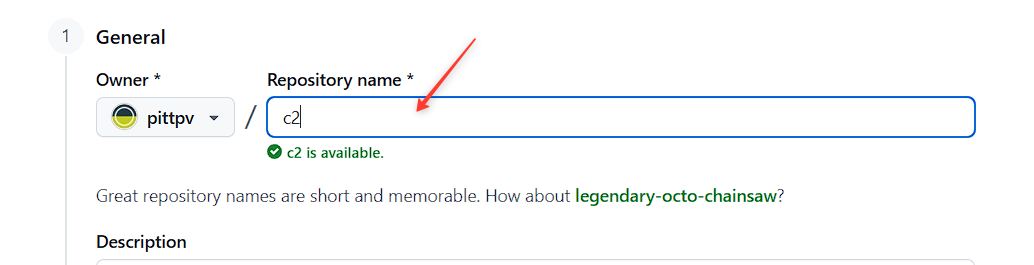 1 General
Owner * Repository name *
pittpv / c2
c2 is available.
Great repository names are short and memorable. How about legendary-octo-chainsaw?
Description